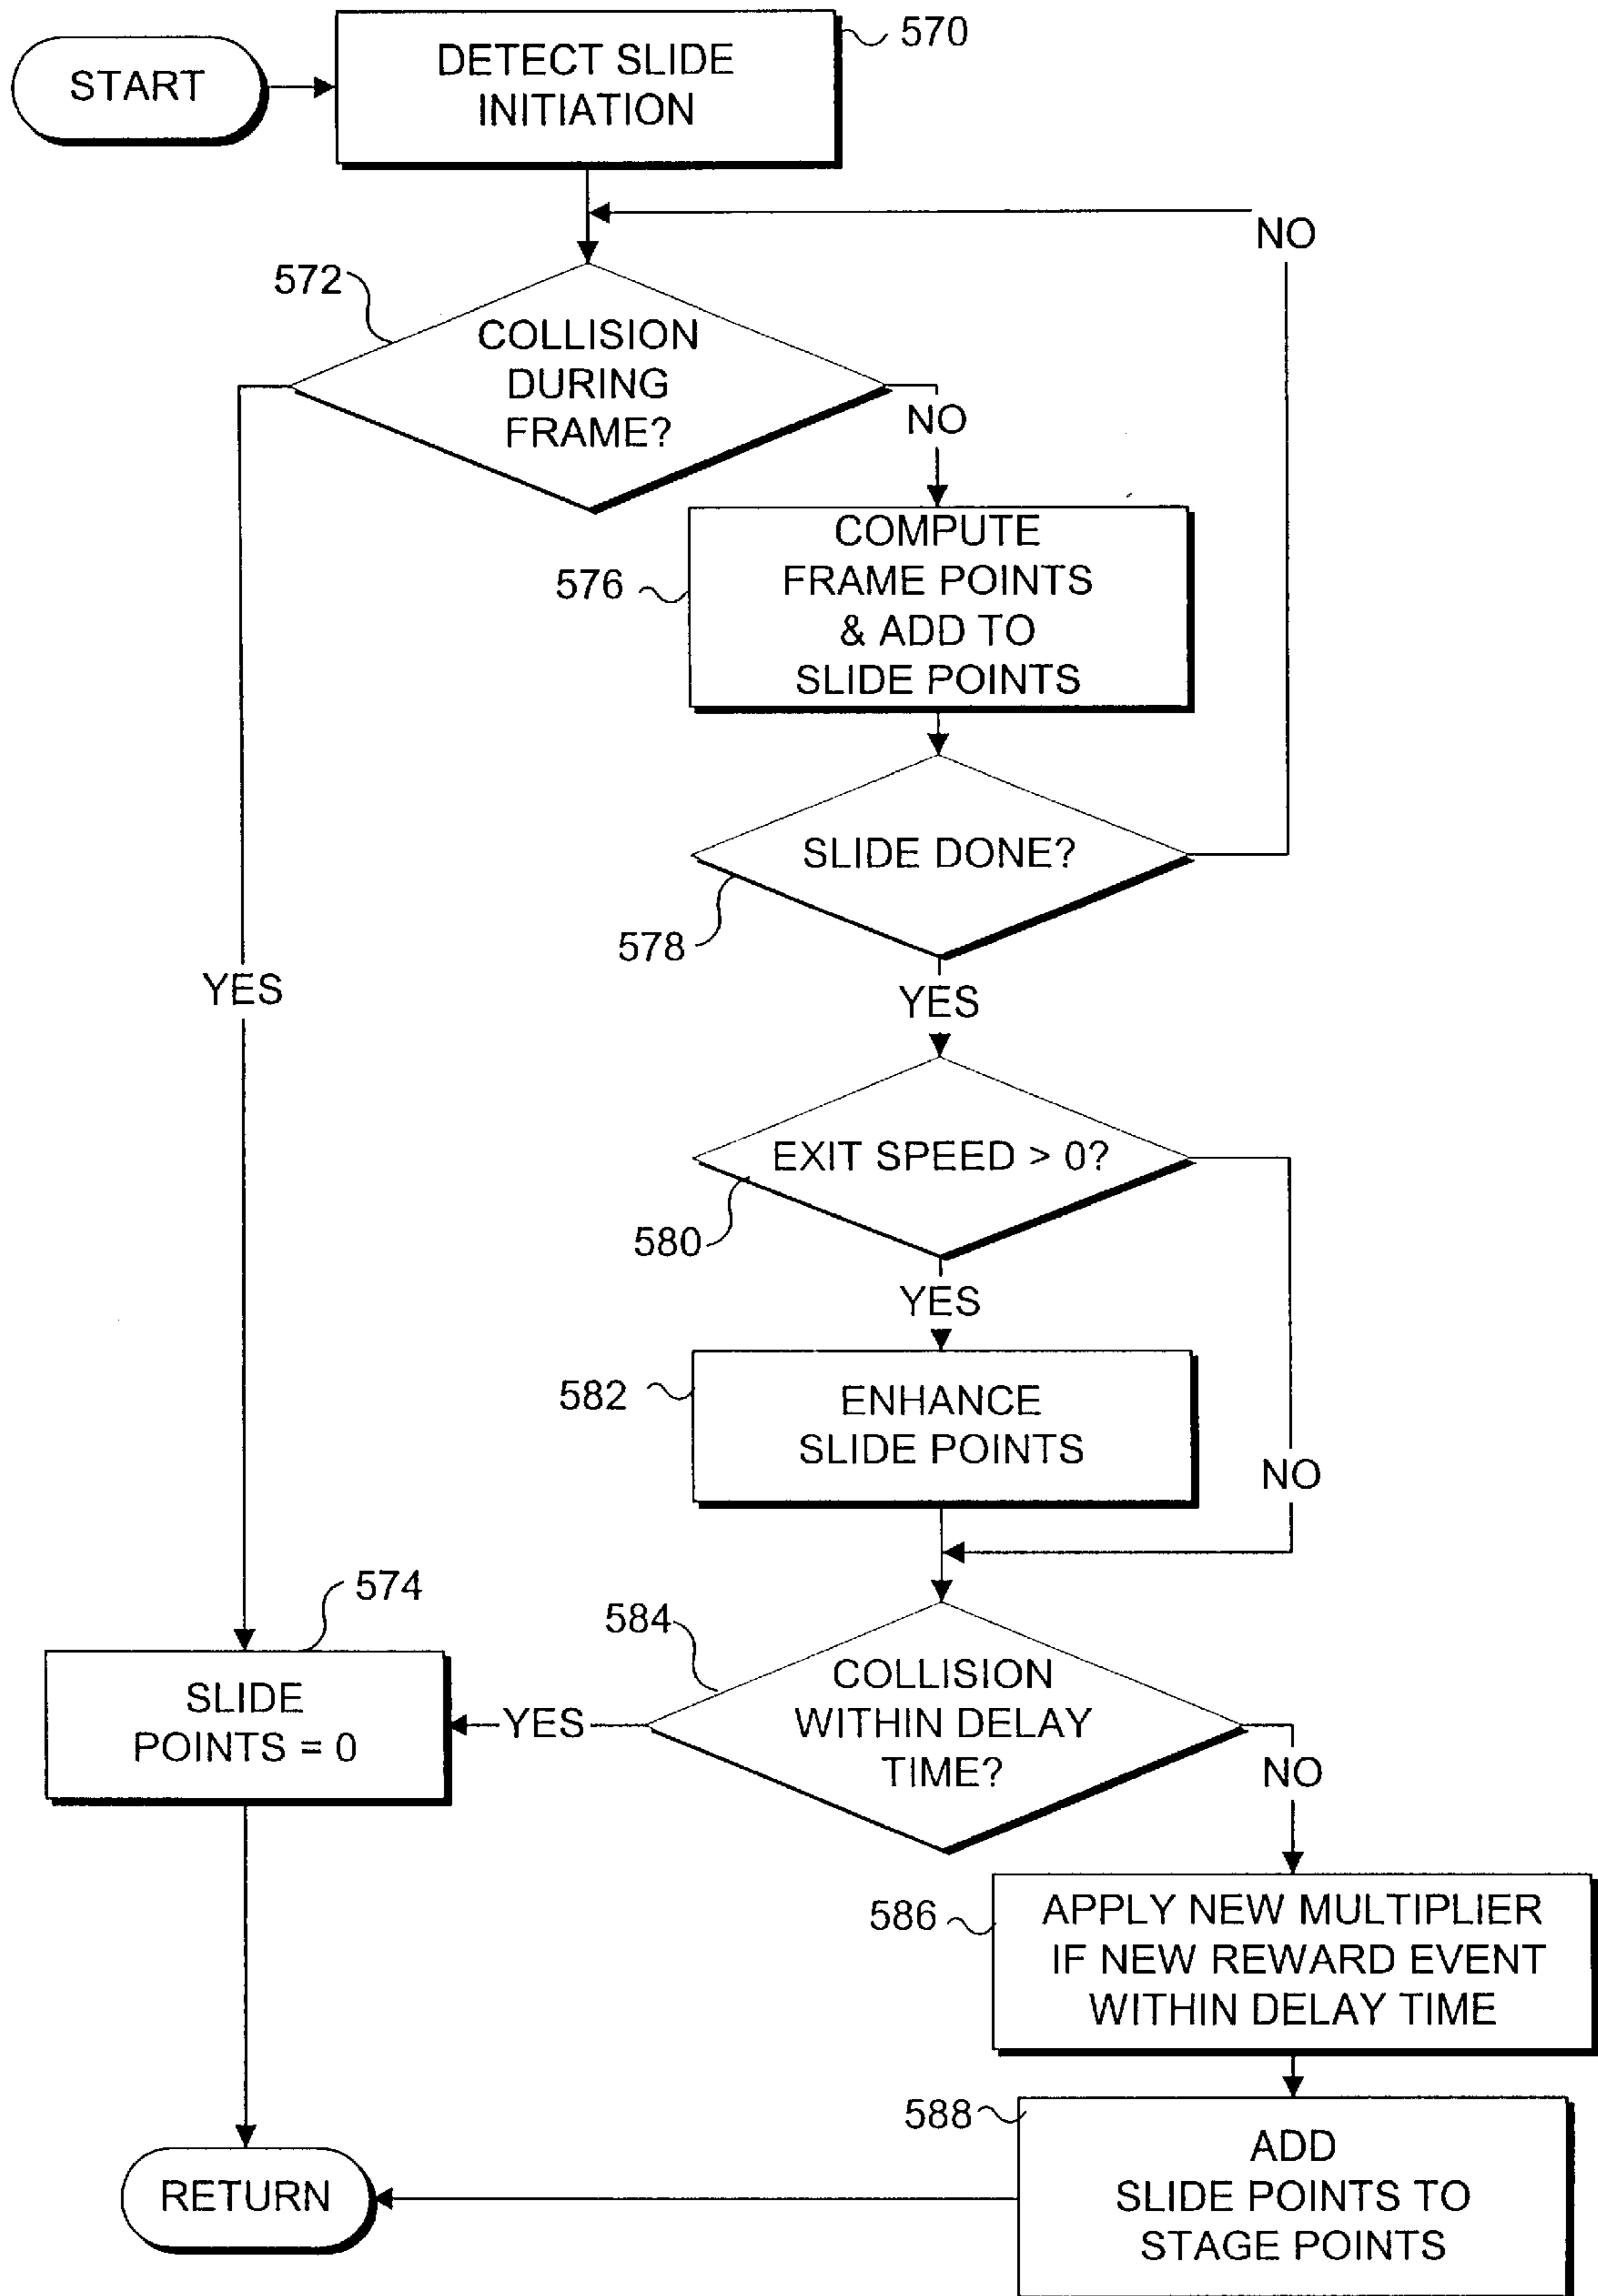 START
DETECT SLIDE
INITIATION
570
NO
572
COLLISION
DURING
FRAME?
NO
576
COMPUTE
FRAME POINTS
& ADD TO
SLIDE POINTS
SLIDE DONE?
578
YES
YES
EXIT SPEED > 0?
580
YES
582
ENHANCE
SLIDE POINTS
NO
574
SLIDE
POINTS = 0
584
COLLISION
WITHIN DELAY
TIME?
YES
NO
586
APPLY NEW MULTIPLIER
IF NEW REWARD EVENT
WITHIN DELAY TIME
588
ADD
SLIDE POINTS TO
STAGE POINTS
RETURN